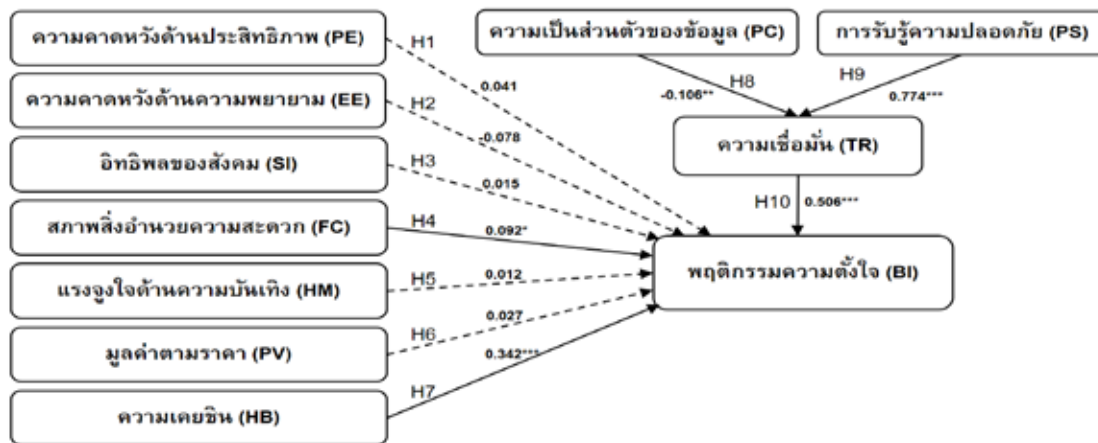 ความคาดหวังด้านประสิทธิภาพ (PE)
H1
0.041
ความคาดหวังด้านความพยายาม (EE)
H2
-0.078
อิทธิพลของสังคม (SI)
H3
0.015
สภาพสิ่งอำนวยความสะดวก (FC)
H4
0.092*
แรงจูงใจด้านความบันเทิง (HM)
H5
0.012
มูลค่าตามราคา (PV)
H6
0.027
ความเคยชิน (HB)
H7
0.342***
ความเป็นส่วนตัวของข้อมูล (PC)
การรับรู้ความปลอดภัย (PS)
H8
-0.106**
H9
0.774***
ความเชื่อมั่น (TR)
H10
0.506***
พฤติกรรมความตั้งใจ (BI)